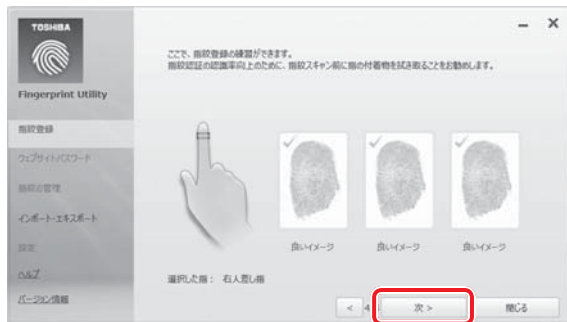 TOSHIBA
Fingerprint Utility
指紋登録
ウェブサイトパスワード
指紋の管理
インポート・エクスポート
設定
ヘルプ
バージョン情報
ここで、指紋登録の練習ができます。
指紋認証の認識率向上のために、指紋スキャン前に指の付着物を拭き取ることをお勧めします。
良いイメージ
良いイメージ
良いイメージ
選択した指： 右人差し指
<
4
次 >
閉じる